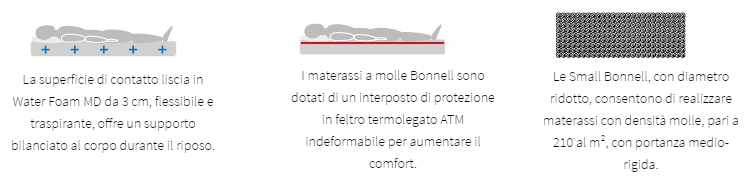 La superficie di contatto liscia in
Water Foam MD da 3 cm, flessibile e
traspirante, offre un supporto
bilanciato al corpo durante il riposo.
I materassi a molle Bonnell sono
dotati di un interposto di protezione
in feltro termolegato ATM
indeformabile per aumentare il
comfort.
Le Small Bonnell, con diametro
ridotto, consentono di realizzare
materassi con densità molle, pari a
210 al m², con portanza medio-
rigida.